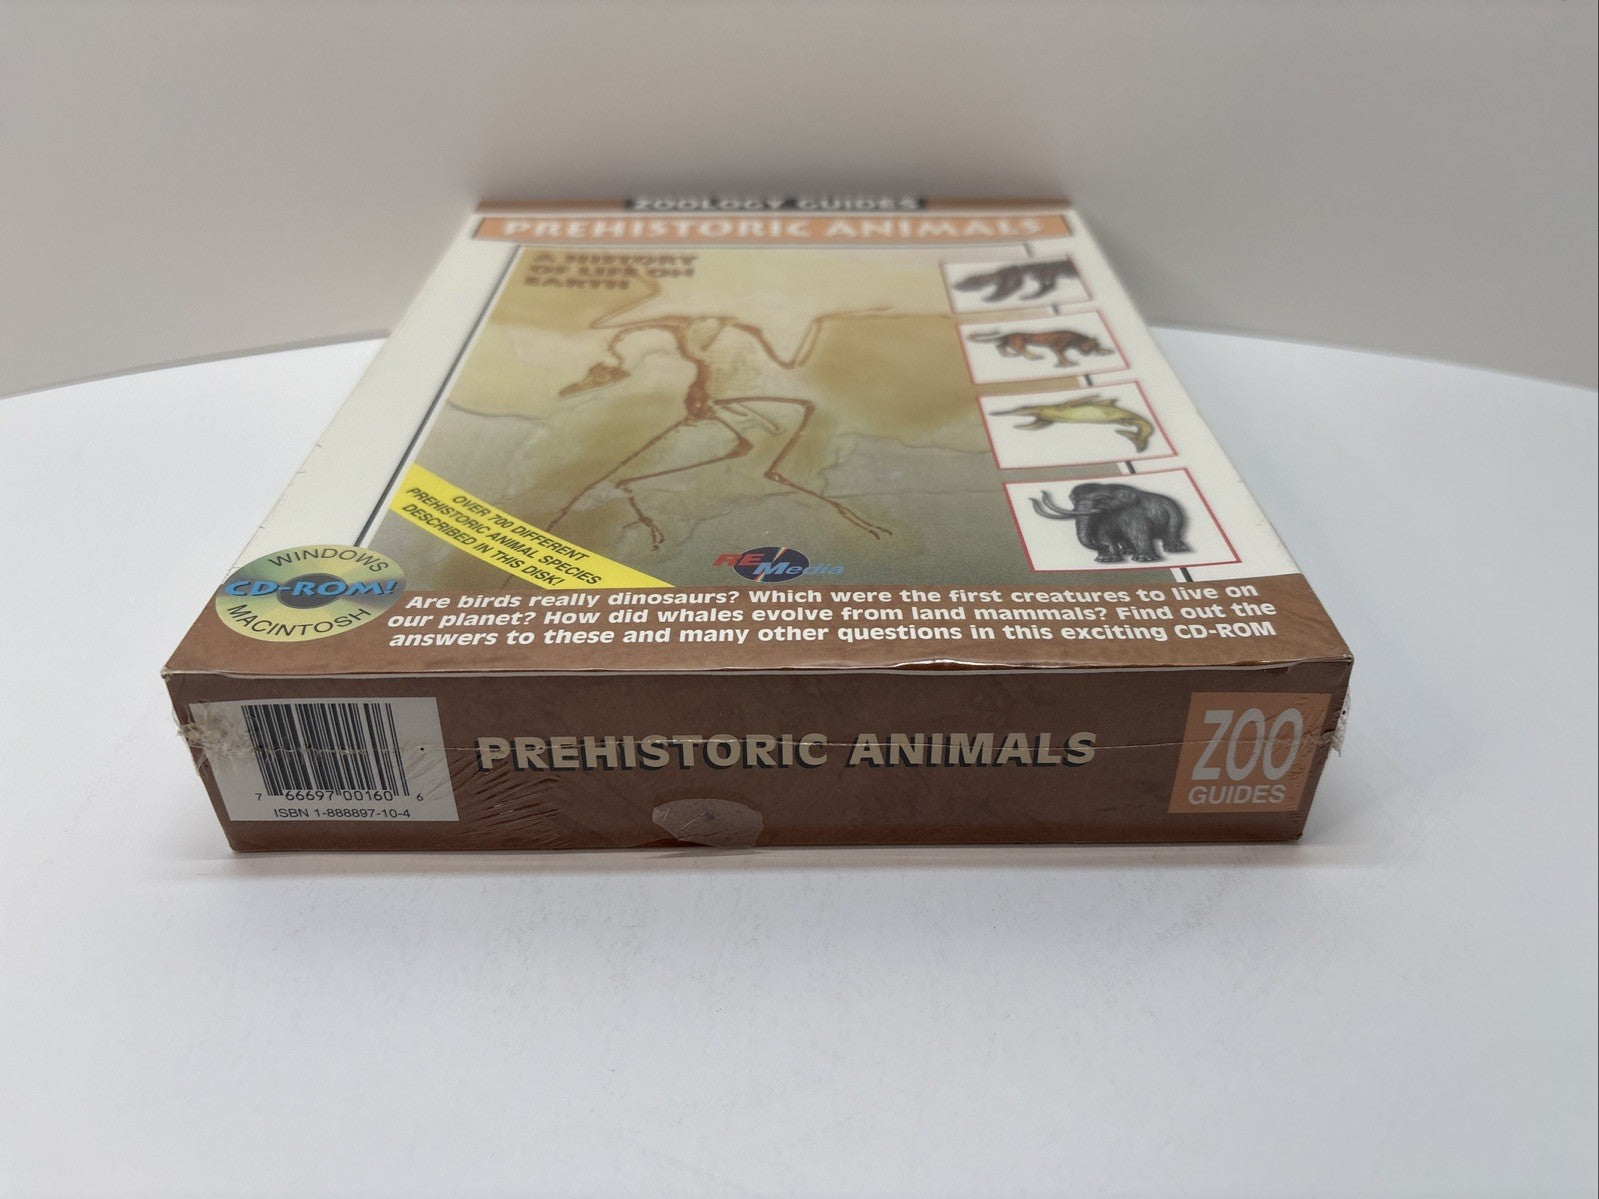 ZOOLOGY GUIDES
PREHISTORIC ANIMALS
A HISTORY
OF LIFE ON
EARTH
OVER 700 DIFFERENT
PREHISTORIC ANIMAL SPECIES
DESCRIBED IN THIS DISK!
REMedia
WINDOWS
CD-ROM!
MACINTOSH
Are birds really dinosaurs? Which were the first creatures to live on
our planet? How did whales evolve from land mammals? Find out the
answers to these and many other questions in this exciting CD-ROM
7 66697 00160 6
ISBN 1-888897-10-4
PREHISTORIC ANIMALS
ZOO
GUIDES